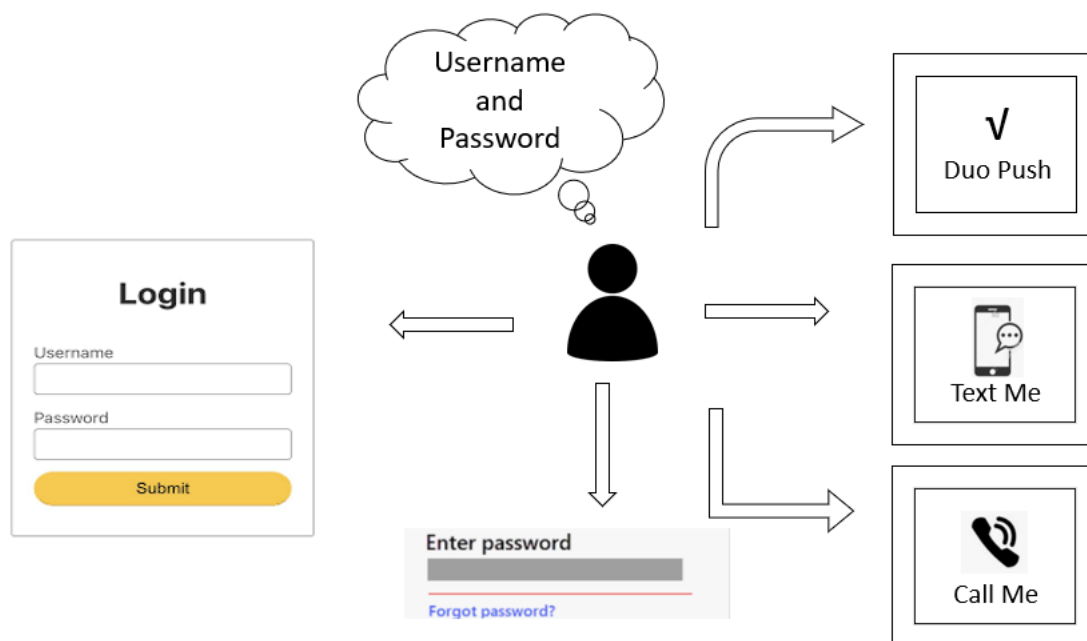 Username
and
Password
Login
Username
Password
Submit
Enter password
Forgot password?
√
Duo Push
Text Me
Call Me